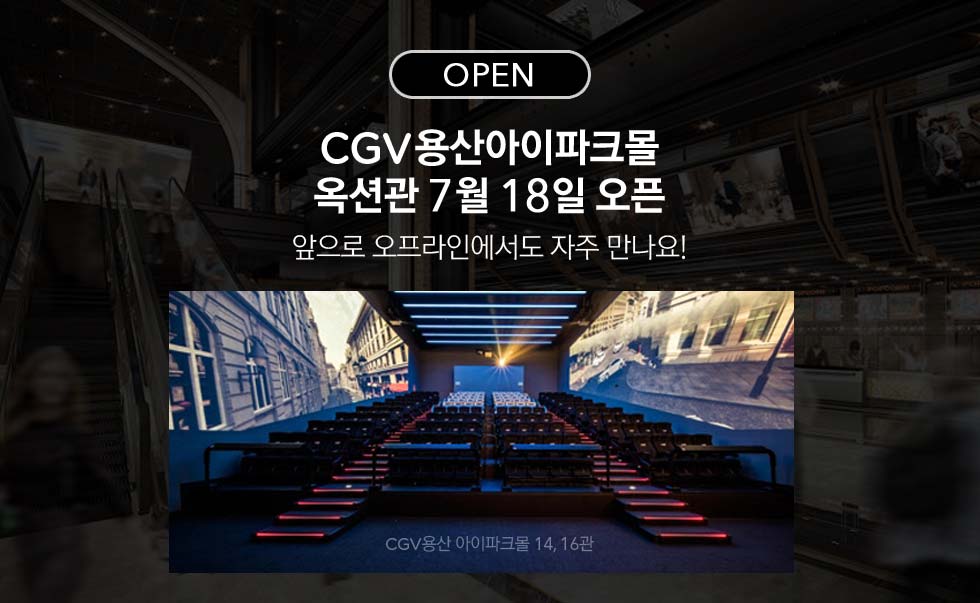 OPEN
CGV용산아이파크몰
옥션관 7월 18일 오픈
앞으로 오프라인에서도 자주 만나요!
CGV용산 아이파크몰 14, 16관